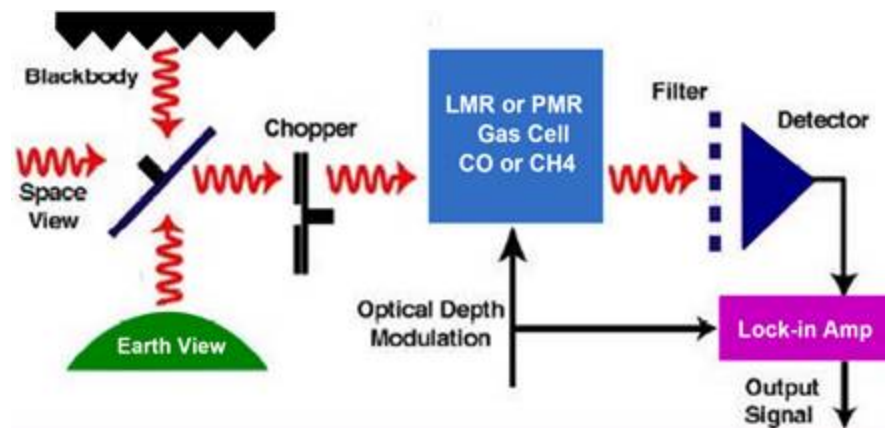 Blackbody
Space
View
Earth View
Chopper
LMR or PMR
Gas Cell
CO or CH4
Filter
Detector
Optical Depth
Modulation
Lock-in Amp
Output
Signal